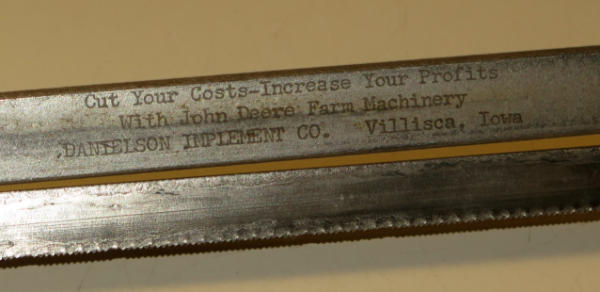 Cut Your Costs-Increase Your Profits
With John Deere Farm Machinery
DANIELSON IMPLEMENT CO. Villisca, Iowa